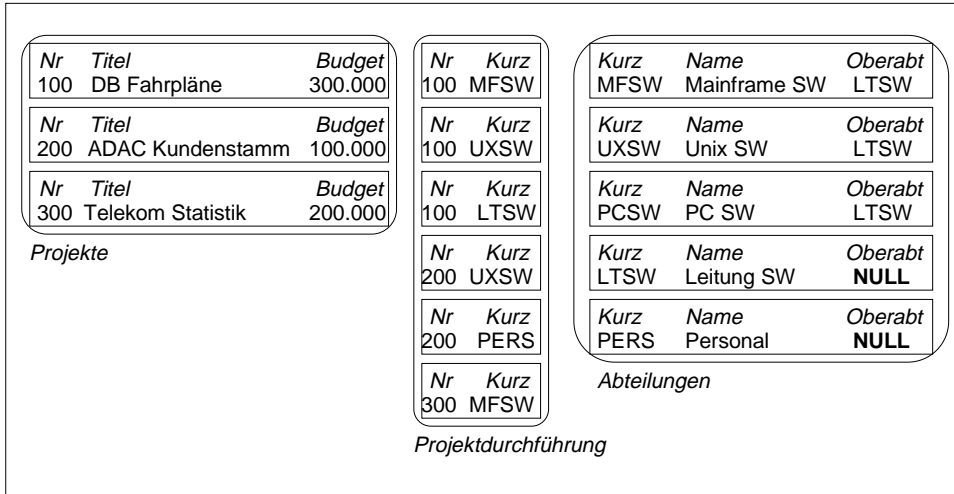 Nr Titel Budget
100 DB Fahrpläne 300.000
Nr Titel Budget
200 ADAC Kundenstamm 100.000
Nr Titel Budget
300 Telekom Statistik 200.000
Projekte
Nr Kurz
100 MFSW
Nr Kurz
100 UXSW
Nr Kurz
100 LTSW
Nr Kurz
200 UXSW
Nr Kurz
200 PERS
Nr Kurz
300 MFSW
Projektdurchführung
Kurz Name Oberabt
MFSW Mainframe SW LTSW
Kurz Name Oberabt
UXSW Unix SW LTSW
Kurz Name Oberabt
PCSW PC SW LTSW
Kurz Name Oberabt
LTSW Leitung SW NULL
Kurz Name Oberabt
PERS Personal NULL
Abteilungen